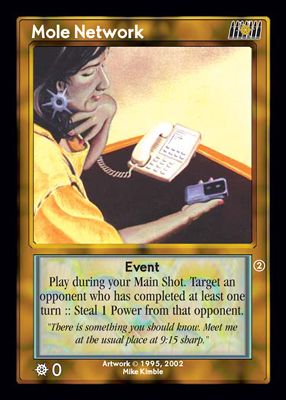 Mole Network
Event
Play during your Main Shot. Target an
opponent who has completed at least one
turn :: Steal 1 Power from that opponent.
"There is something you should know. Meet me
at the usual place at 9:15 sharp."
2
0
Artwork © 1995, 2002
Mike Kimble